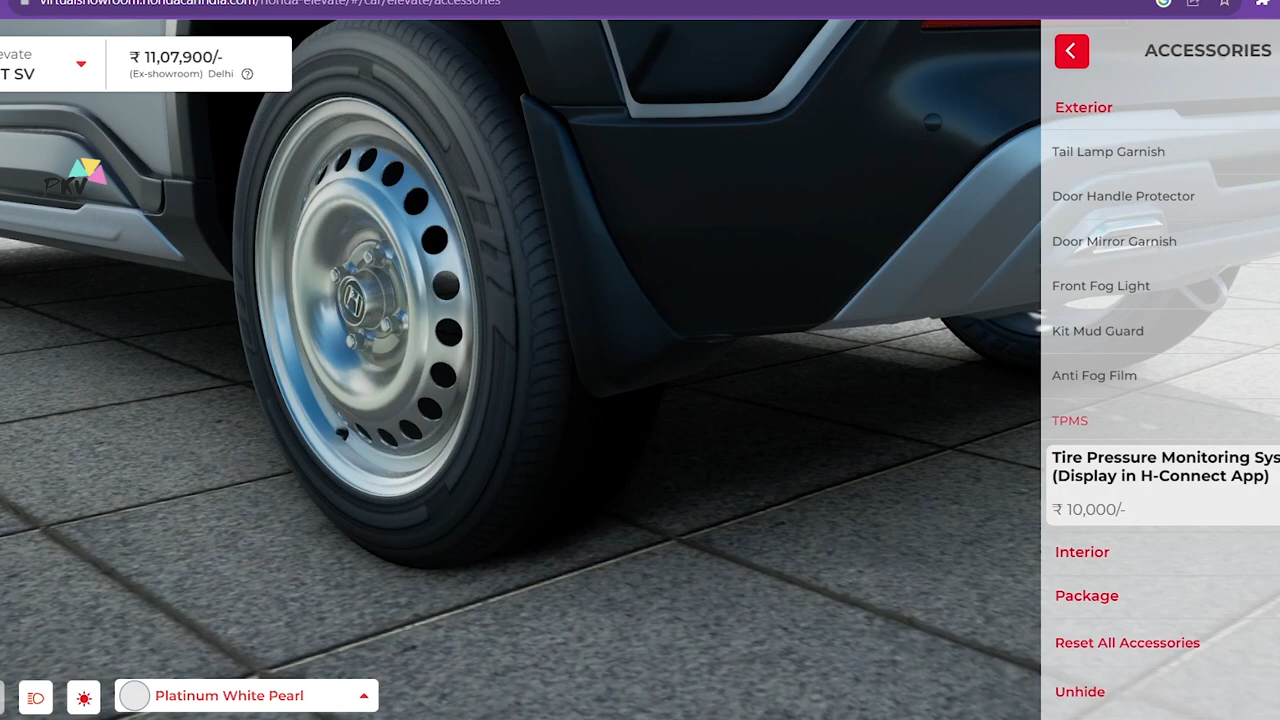 virtualshowroom.hondacarindia.com/honda-elevate/#/car/elevate/accessories
evate
T SV
₹ 11,07,900/-
(Ex-showroom) Delhi
PKV
ACCESSORIES
Exterior
Tail Lamp Garnish
Door Handle Protector
Door Mirror Garnish
Front Fog Light
Kit Mud Guard
Anti Fog Film
TPMS
Tire Pressure Monitoring Sys
(Display in H-Connect App)
₹ 10,000/-
Interior
Package
Reset All Accessories
Unhide
Platinum White Pearl